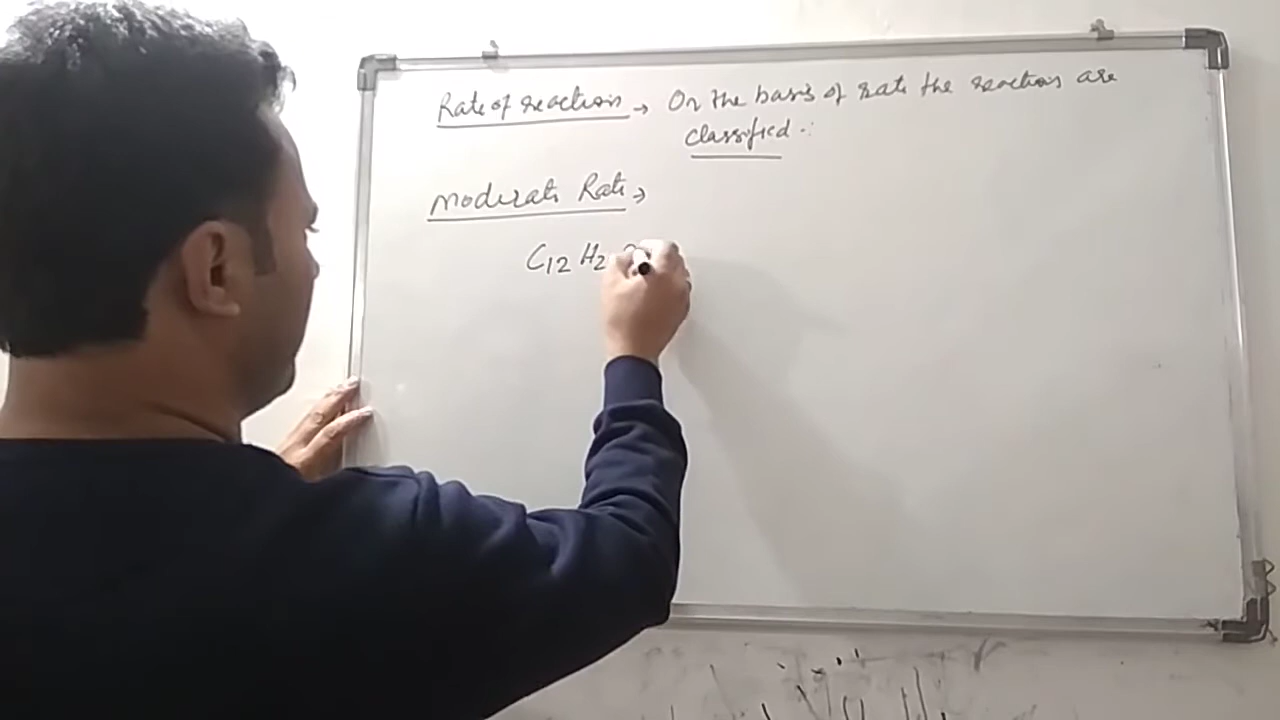 Rate of reaction → On the basis of rate the reactions are
classified :
Moderate Rate →
C12 H2